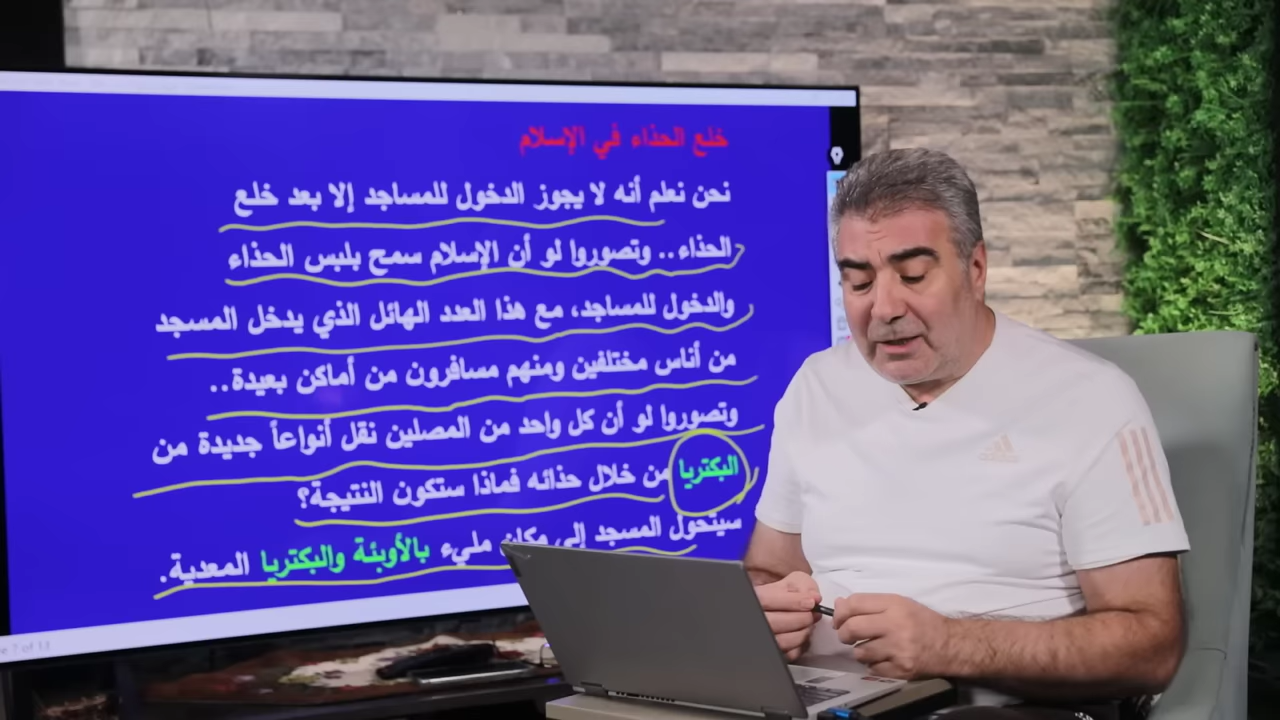 خلع الحذاء في الإسلام
نحن نعلم أنه لا يجوز الدخول للمساجد إلا بعد خلع
الحذاء.. وتصوروا لو أن الإسلام سمح بلبس الحذاء
والدخول للمساجد، مع هذا العدد الهائل الذي يدخل المسجد
من أناس مختلفين ومنهم مسافرون من أماكن بعيدة..
وتصوروا لو أن كل واحد من المصلين نقل أنواعاً جديدة من
البكتريا من خلال حذائه فماذا ستكون النتيجة؟
سيتحول المسجد إلى مكان مليء بالأوبئة والبكتريا المعدية.